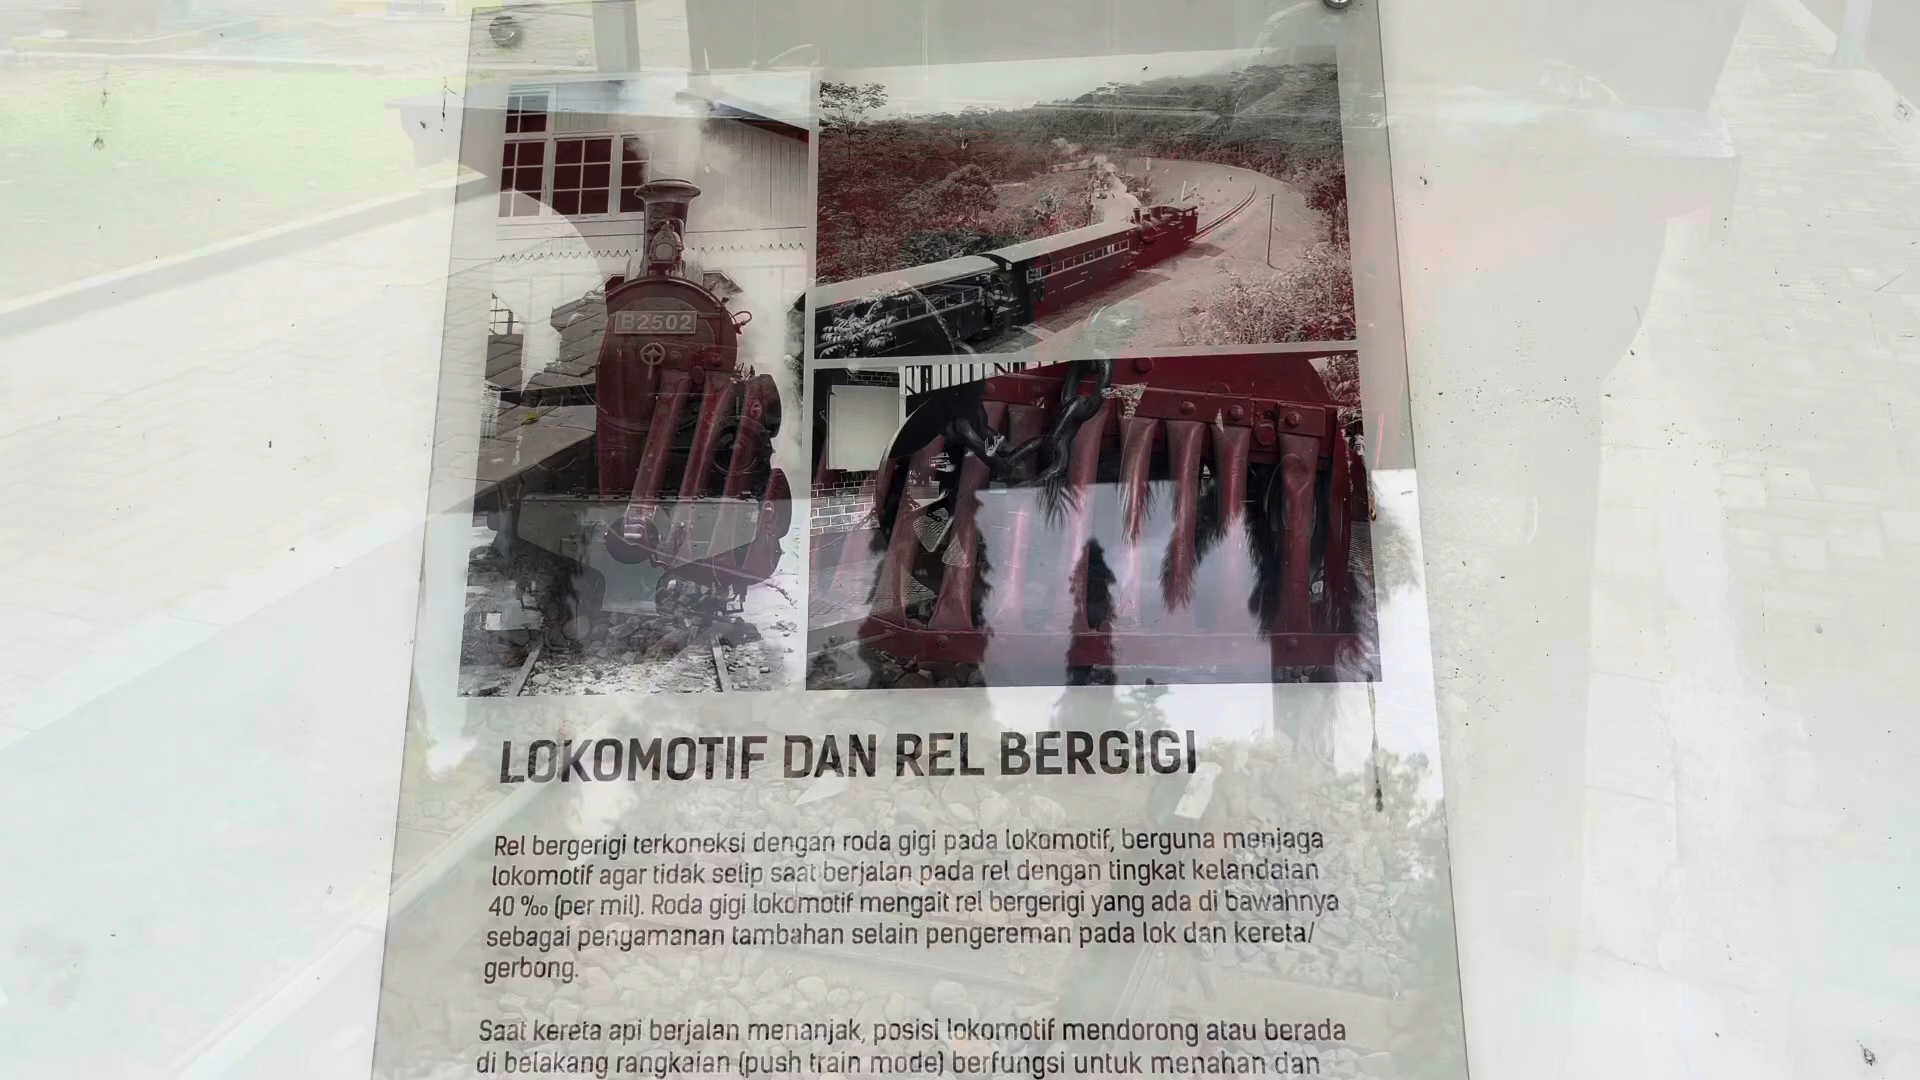 B2502
LOKOMOTIF DAN REL BERGIGI
Rel bergerigi terkoneksi dengan roda gigi pada lokomotif, berguna menjaga
lokomotif agar tidak selip saat berjalan pada rel dengan tingkat kelandaian
40 ‰ (per mil). Roda gigi lokomotif mengait rel bergerigi yang ada di bawahnya
sebagai pengamanan tambahan selain pengereman pada lok dan kereta/
gerbong.
Saat kereta api berjalan menanjak, posisi lokomotif mendorong atau berada
di belakang rangkaian (push train mode) berfungsi untuk menahan dan